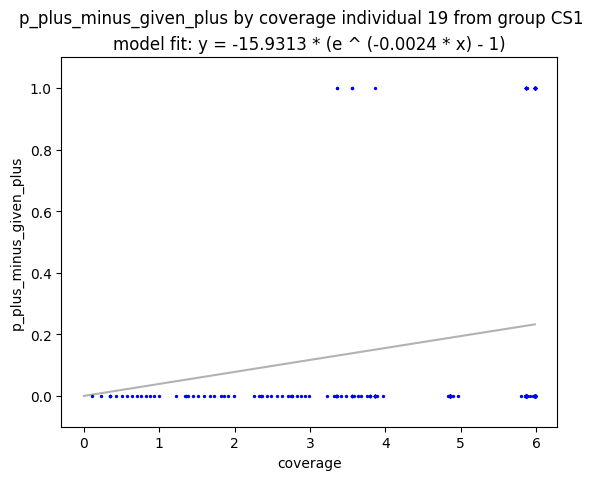 p_plus_minus_given_plus by coverage individual 19 from group CS1
model fit: y = -15.9313 * (e ^ (-0.0024 * x) - 1)
1.0
0.8
0.6
0.4
0.2
0.0
p_plus_minus_given_plus
0 1 2 3 4 5 6
coverage